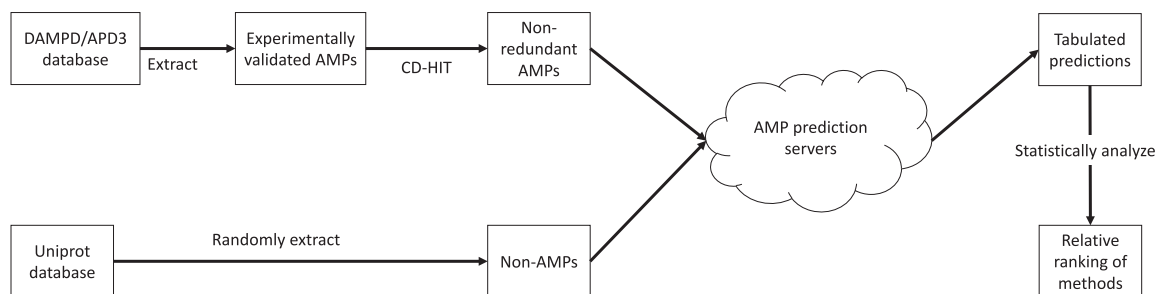 DAMPD/APD3
database
Extract
Experimentally
validated AMPs
CD-HIT
Non-
redundant
AMPs
AMP prediction
servers
Tabulated
predictions
Statistically analyze
Uniprot
database
Randomly extract
Non-AMPs
Relative
ranking of
methods